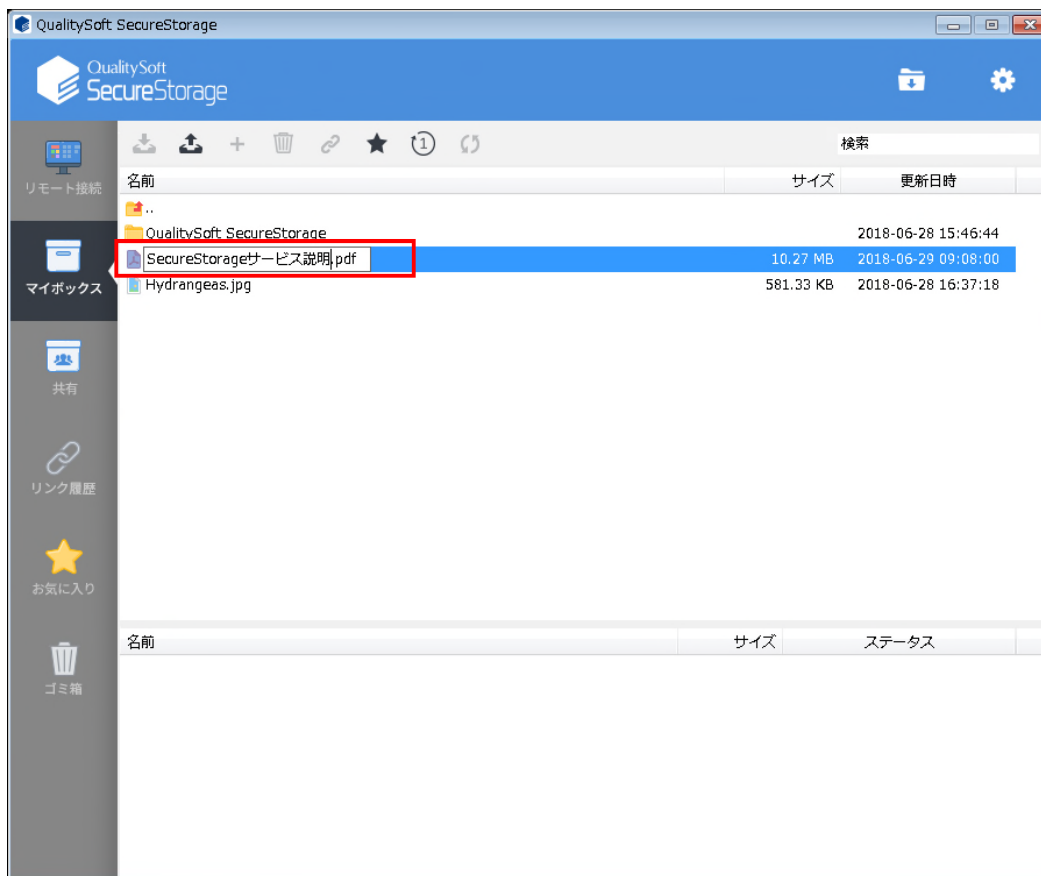 QualitySoft SecureStorage
QualitySoft
SecureStorage
検索
リモート接続
マイボックス
共有
リンク履歴
お気に入り
ゴミ箱
名前 サイズ 更新日時
..
QualitySoft SecureStorage 2018-06-28 15:46:44
SecureStorageサービス説明.pdf 10.27 MB 2018-06-29 09:08:00
Hydrangeas.jpg 581.33 KB 2018-06-28 16:37:18
名前 サイズ ステータス